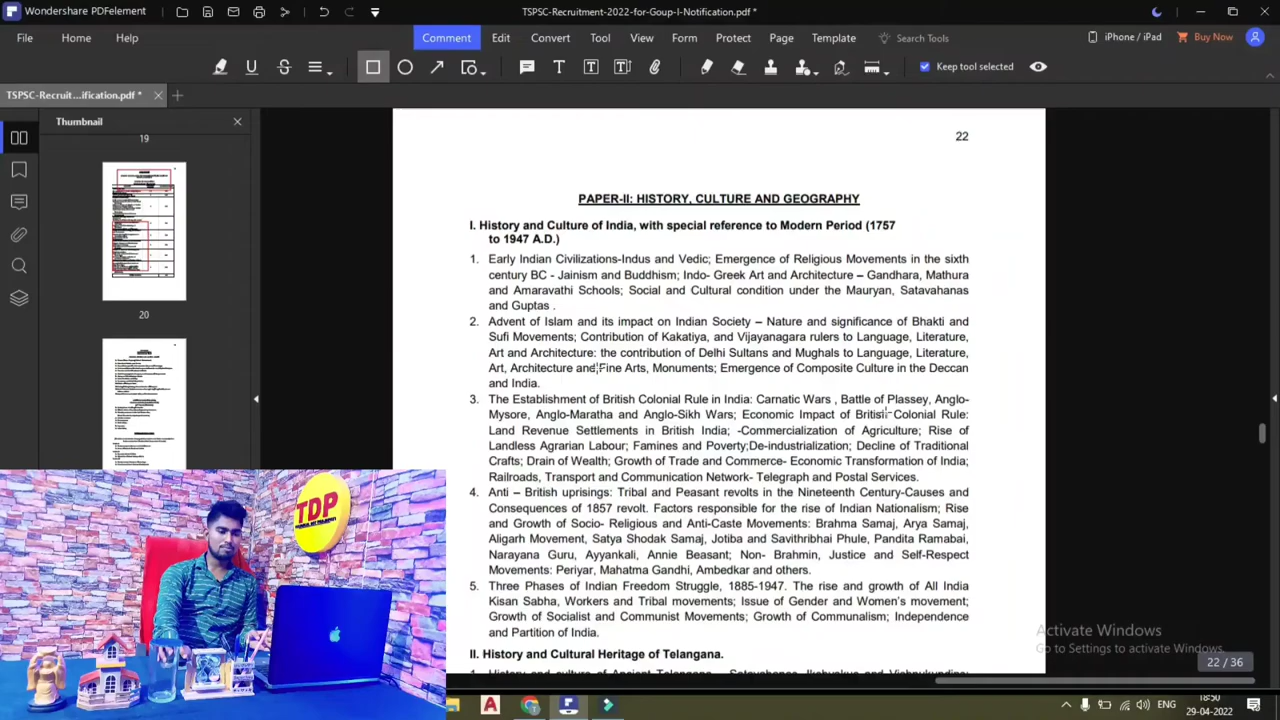 Wondershare PDFelement
TSPSC-Recruitment-2022-for-Goup-I-Notification.pdf *
File Home Help Comment Edit Convert Tool View Form Protect Page Template Search Tools iPhone / iPad Buy Now
Keep tool selected
TSPSC-Recruit...ification.pdf *
Thumbnail
19
20
22
PAPER-II: HISTORY, CULTURE AND GEOGRAPHY
I. History and Culture of India, with special reference to Modern Period (1757
to 1947 A.D.)
1. Early Indian Civilizations-Indus and Vedic; Emergence of Religious Movements in the sixth
century BC - Jainism and Buddhism; Indo- Greek Art and Architecture – Gandhara, Mathura
and Amaravathi Schools; Social and Cultural condition under the Mauryan, Satavahanas
and Guptas .
2. Advent of Islam and its impact on Indian Society – Nature and significance of Bhakti and
Sufi Movements; Contribution of Kakatiya, and Vijayanagara rulers to Language, Literature,
Art and Architecture: the contribution of Delhi Sultans and Mughals to Language, Literature,
Art, Architecture and Fine Arts, Monuments; Emergence of Composite Culture in the Deccan
and India.
3. The Establishment of British Colonial Rule in India: Carnatic Wars , Battle of Plassey, Anglo-
Mysore, Anglo-Maratha and Anglo-Sikh Wars; Economic Impact of British Colonial Rule:
Land Revenue Settlements in British India; -Commercialization of Agriculture; Rise of
Landless Agrarian Labour; Famines and Poverty;De-industrialization; Decline of Traditional
Crafts; Drain of Wealth; Growth of Trade and Commerce- Economic Transformation of India;
Railroads, Transport and Communication Network- Telegraph and Postal Services.
4. Anti – British uprisings: Tribal and Peasant revolts in the Nineteenth Century-Causes and
Consequences of 1857 revolt. Factors responsible for the rise of Indian Nationalism; Rise
and Growth of Socio- Religious and Anti-Caste Movements: Brahma Samaj, Arya Samaj,
Aligarh Movement, Satya Shodak Samaj, Jotiba and Savithribhai Phule, Pandita Ramabai,
Narayana Guru, Ayyankali, Annie Beasant; Non- Brahmin, Justice and Self-Respect
Movements: Periyar, Mahatma Gandhi, Ambedkar and others.
5. Three Phases of Indian Freedom Struggle, 1885-1947. The rise and growth of All India
Kisan Sabha, Workers and Tribal movements; Issue of Gender and Women's movement;
Growth of Socialist and Communist Movements; Growth of Communalism; Independence
and Partition of India.
II. History and Cultural Heritage of Telangana.
TDP
Activate Windows
Go to Settings to activate Windows.
22 / 36
18:50
29-04-2022